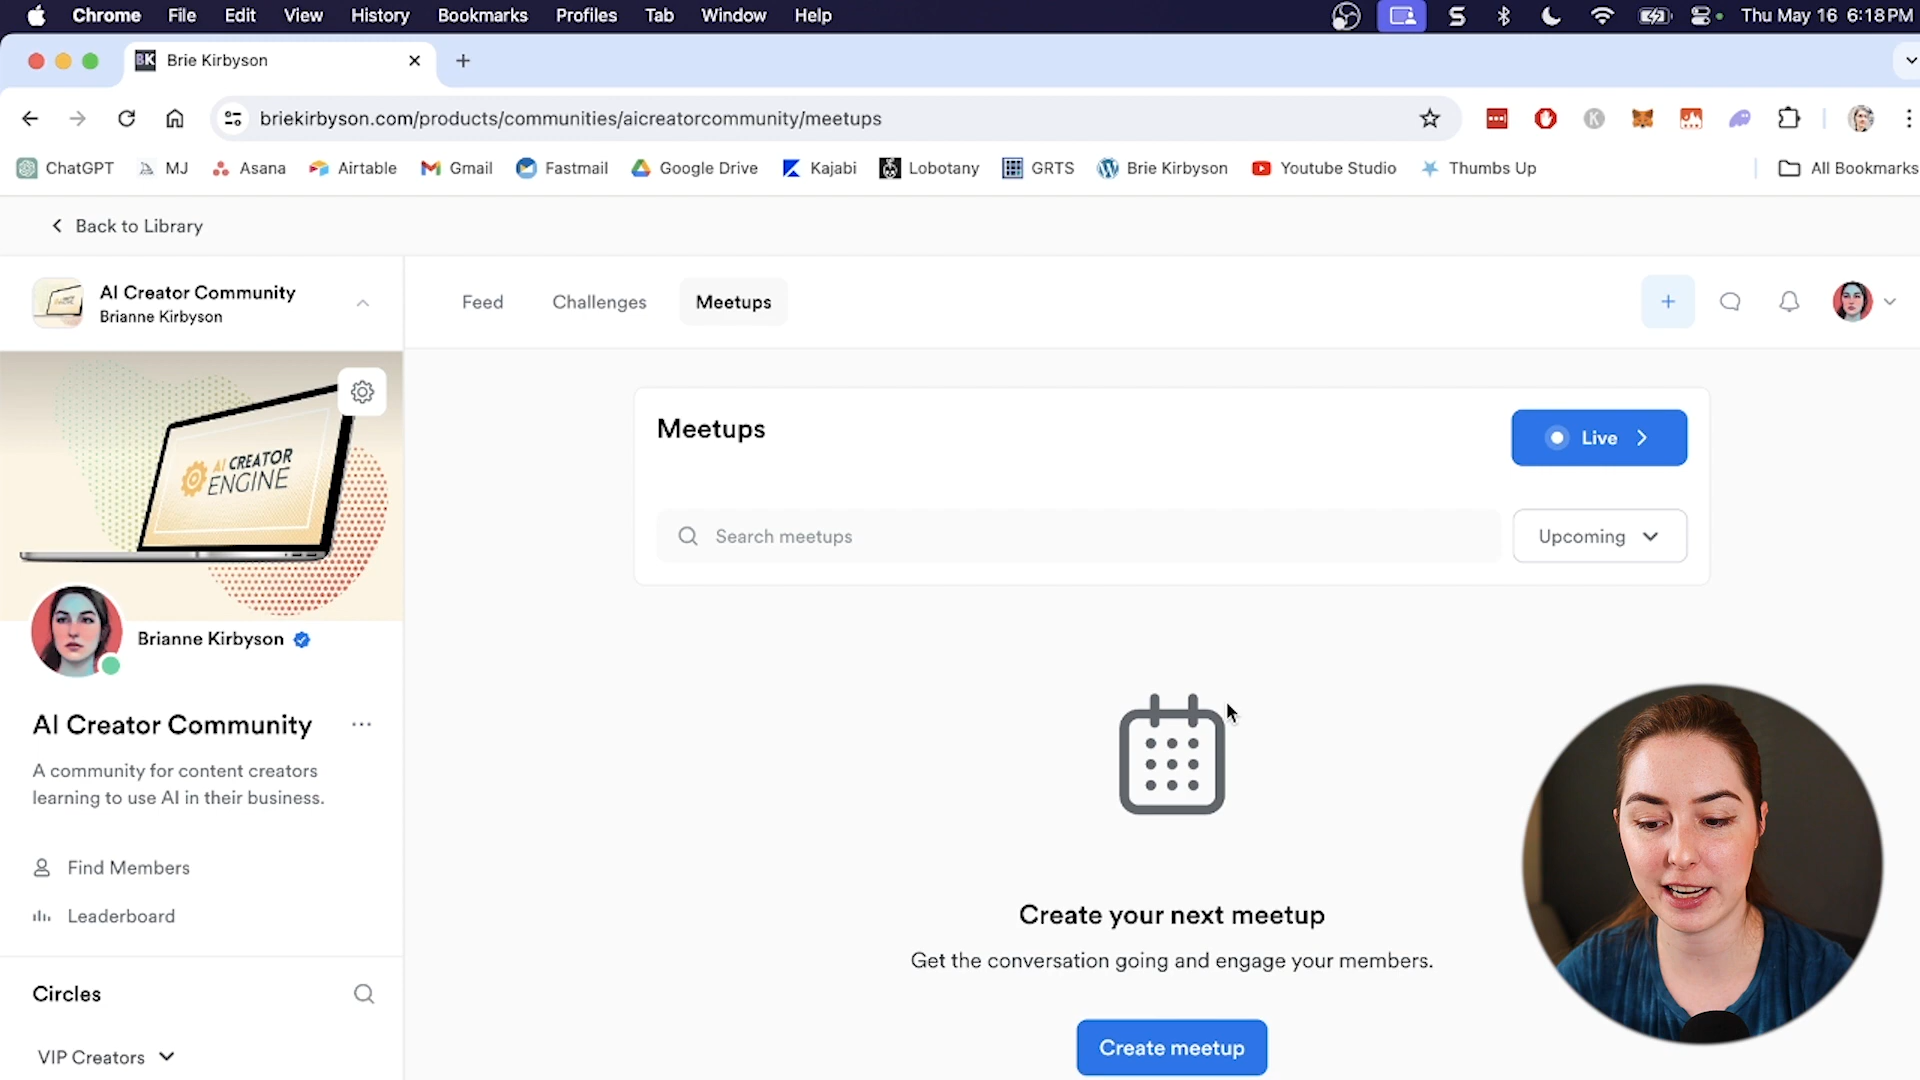 Chrome File Edit View History Bookmarks Profiles Tab Window Help Thu May 16 6:18 PM
BK Brie Kirbyson
briekirbyson.com/products/communities/aicreatorcommunity/meetups
ChatGPT MJ Asana Airtable Gmail Fastmail Google Drive Kajabi Lobotany GRTS Brie Kirbyson Youtube Studio Thumbs Up All Bookmarks
Back to Library
AI Creator Community
Brianne Kirbyson
Feed Challenges Meetups
AI CREATOR
ENGINE
Brianne Kirbyson
AI Creator Community
A community for content creators
learning to use AI in their business.
Find Members
Leaderboard
Circles
VIP Creators
Meetups
Live
Search meetups
Upcoming
Create your next meetup
Get the conversation going and engage your members.
Create meetup